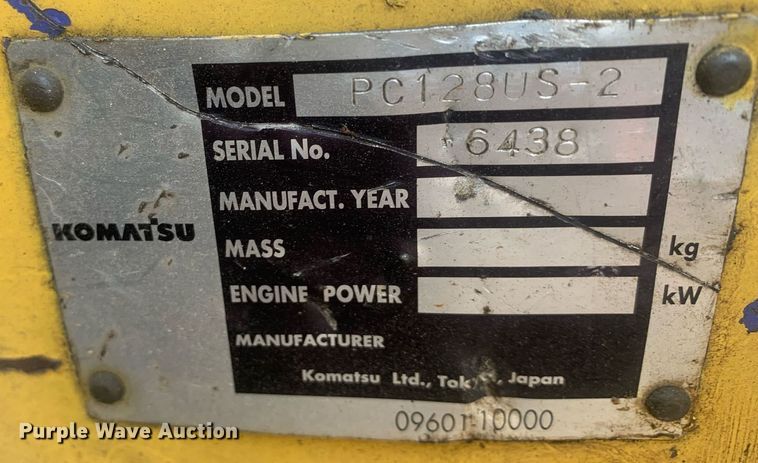 MODEL PC128US-2
SERIAL No. 6438
MANUFACT. YEAR
KOMATSU
MASS kg
ENGINE POWER kW
MANUFACTURER
Komatsu Ltd., Japan
10000
Purple Wave Auction